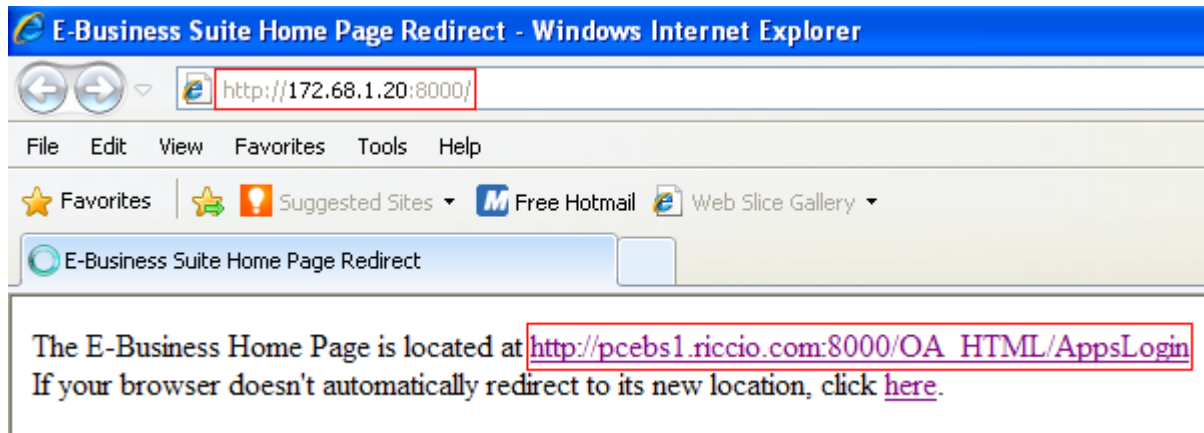 E-Business Suite Home Page Redirect - Windows Internet Explorer
http://172.68.1.20:8000/
File Edit View Favorites Tools Help
Favorites Suggested Sites Free Hotmail Web Slice Gallery
E-Business Suite Home Page Redirect
The E-Business Home Page is located at http://pcebs1.riccio.com:8000/OA_HTML/AppsLogin
If your browser doesn't automatically redirect to its new location, click here.